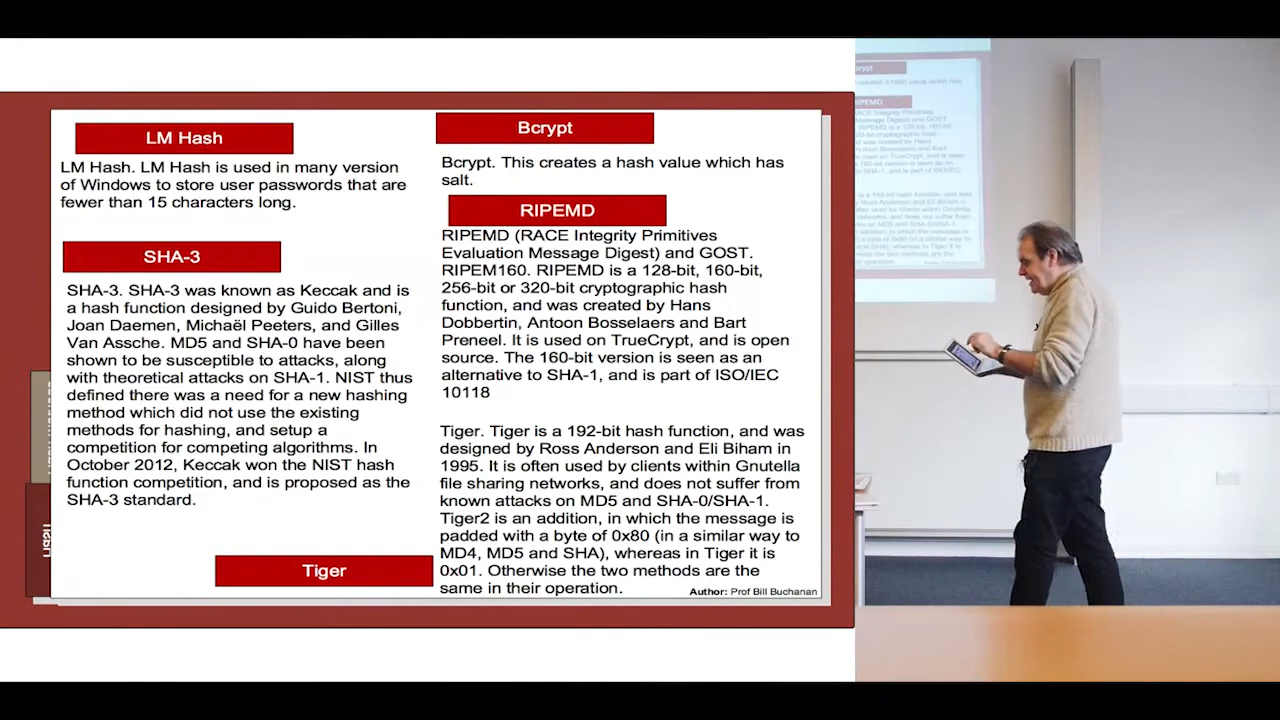 LM Hash
LM Hash. LM Hash is used in many version
of Windows to store user passwords that are
fewer than 15 characters long.
SHA-3
SHA-3. SHA-3 was known as Keccak and is
a hash function designed by Guido Bertoni,
Joan Daemen, Michaël Peeters, and Gilles
Van Assche. MD5 and SHA-0 have been
shown to be susceptible to attacks, along
with theoretical attacks on SHA-1. NIST thus
defined there was a need for a new hashing
method which did not use the existing
methods for hashing, and setup a
competition for competing algorithms. In
October 2012, Keccak won the NIST hash
function competition, and is proposed as the
SHA-3 standard.
Bcrypt
Bcrypt. This creates a hash value which has
salt.
RIPEMD
RIPEMD (RACE Integrity Primitives
Evaluation Message Digest) and GOST.
RIPEM160. RIPEMD is a 128-bit, 160-bit,
256-bit or 320-bit cryptographic hash
function, and was created by Hans
Dobbertin, Antoon Bosselaers and Bart
Preneel. It is used on TrueCrypt, and is open
source. The 160-bit version is seen as an
alternative to SHA-1, and is part of ISO/IEC
10118
Tiger
Tiger. Tiger is a 192-bit hash function, and was
designed by Ross Anderson and Eli Biham in
1995. It is often used by clients within Gnutella
file sharing networks, and does not suffer from
known attacks on MD5 and SHA-0/SHA-1.
Tiger2 is an addition, in which the message is
padded with a byte of 0x80 (in a similar way to
MD4, MD5 and SHA), whereas in Tiger it is
0x01. Otherwise the two methods are the
same in their operation.
Author: Prof Bill Buchanan